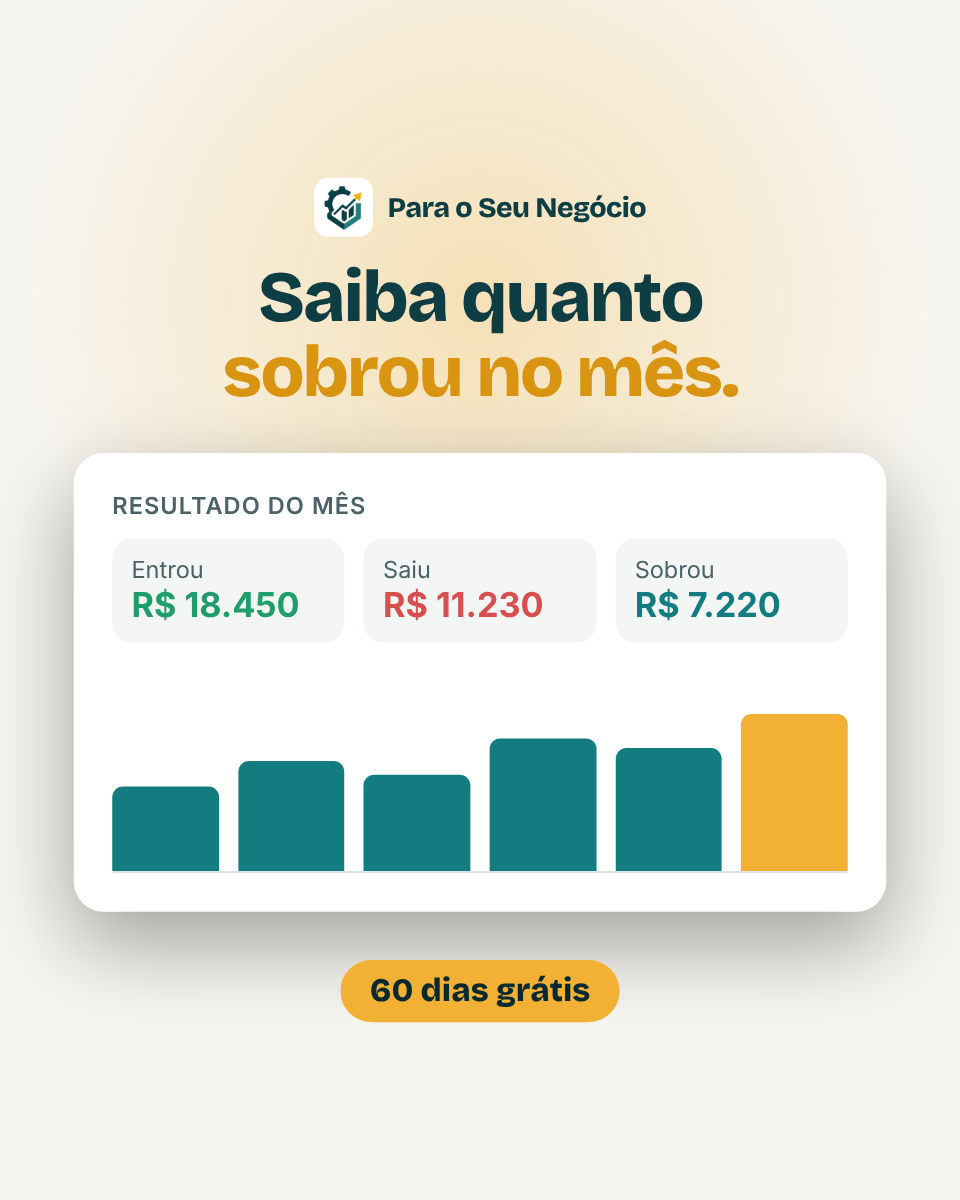 Para o Seu Negócio
Saiba quanto
sobrou no mês.
RESULTADO DO MÊS
Entrou
R$ 18.450
Saiu
R$ 11.230
Sobrou
R$ 7.220
60 dias grátis